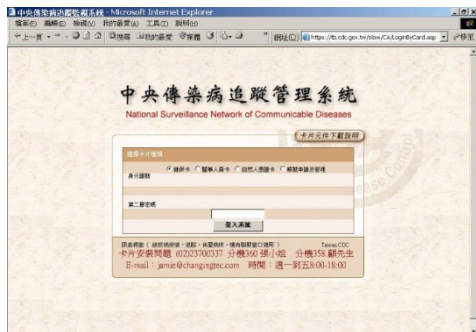 中央傳染病追蹤監視系統 - Microsoft Internet Explorer
檔案(F) 編輯(E) 檢視(V) 我的最愛(A) 工具(T) 說明(H)
上一頁 搜尋 我的最愛 媒體 網址(D) https://tb.cdc.gov.tw/slow/CA/LoginByCard.asp 移至
中央傳染病追蹤管理系統
National Surveillance Network of Communicable Diseases
卡片元件下載說明
選擇卡片種類
健保卡 醫事人員卡 自然人憑證卡 帳號申請及管理
身分證號
第二層密碼
登入系統
Taiwan CDC
卡片安裝問題 (02)23700337 分機360 張小姐 分機358 顧先生
E-mail：jamie@changingtec.com 時間：週一到五8:00-18:00